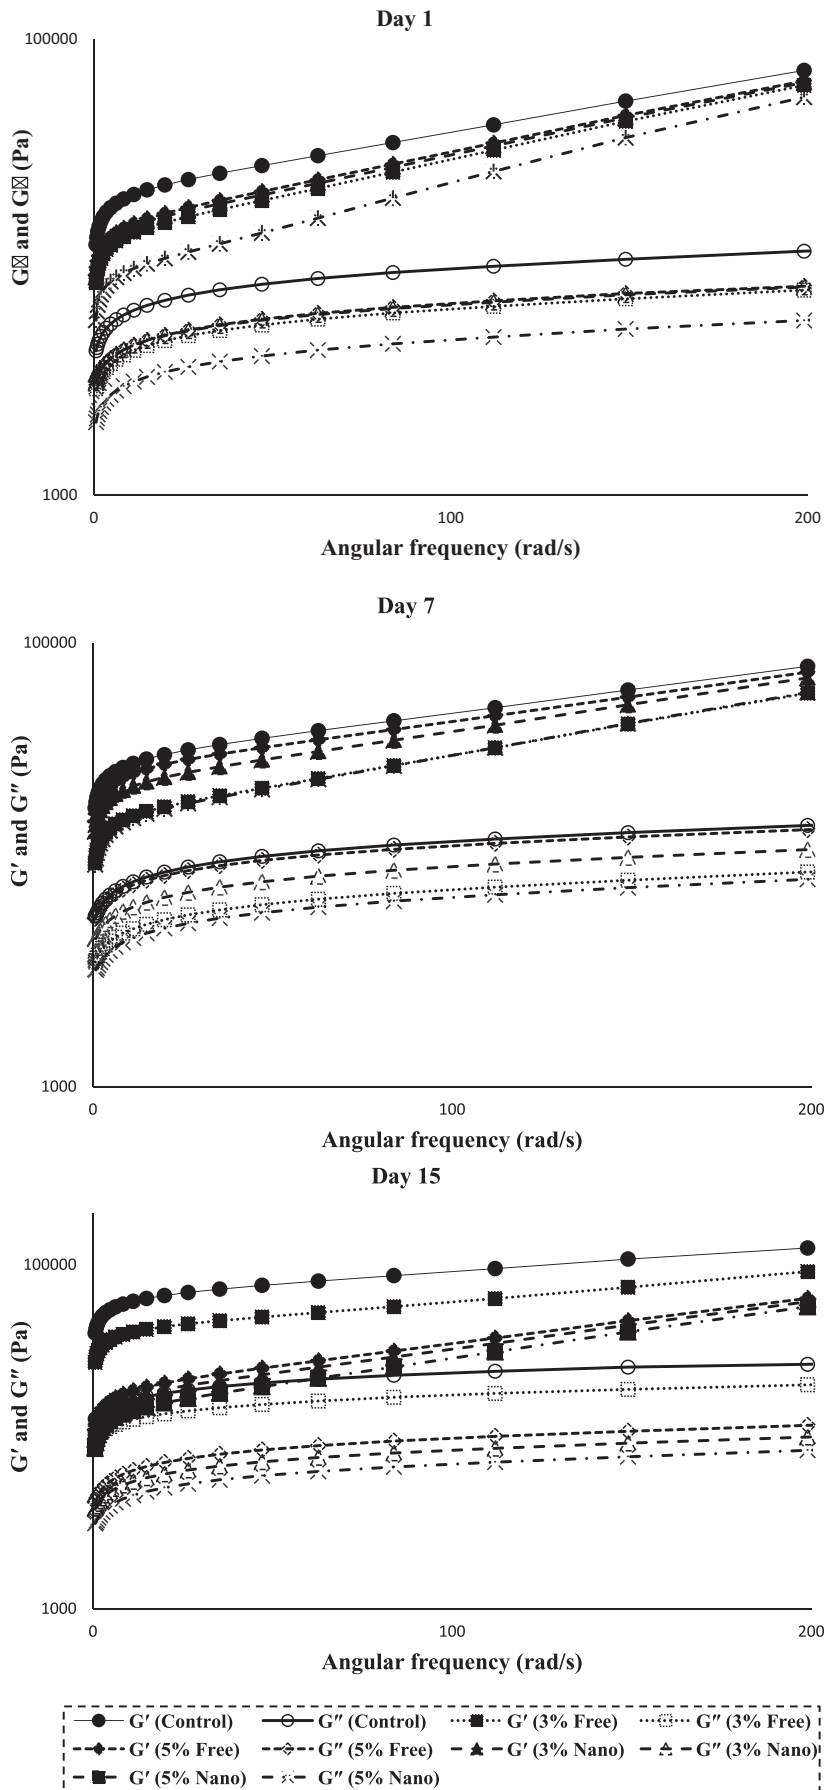 Day 1
100000
G⍰ and G⍰ (Pa)
1000
0 100 200
Angular frequency (rad/s)
Day 7
100000
G′ and G″ (Pa)
1000
0 100 200
Angular frequency (rad/s)
Day 15
100000
G′ and G″ (Pa)
1000
0 100 200
Angular frequency (rad/s)
G′ (Control) G″ (Control) G′ (3% Free) G″ (3% Free)
G′ (5% Free) G″ (5% Free) G′ (3% Nano) G″ (3% Nano)
G′ (5% Nano) G″ (5% Nano)